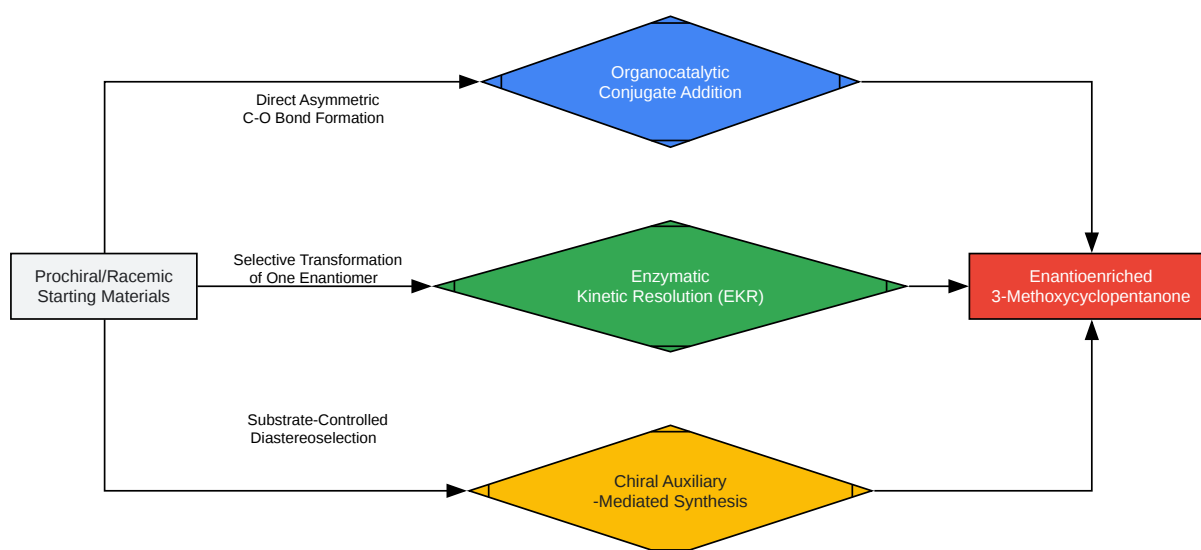 Organocatalytic
Conjugate Addition
Direct Asymmetric
C-O Bond Formation
Prochiral/Racemic
Starting Materials
Selective Transformation
of One Enantiomer
Enzymatic
Kinetic Resolution (EKR)
Enantioenriched
3-Methoxycyclopentanone
Substrate-Controlled
Diastereoselection
Chiral Auxiliary
-Mediated Synthesis